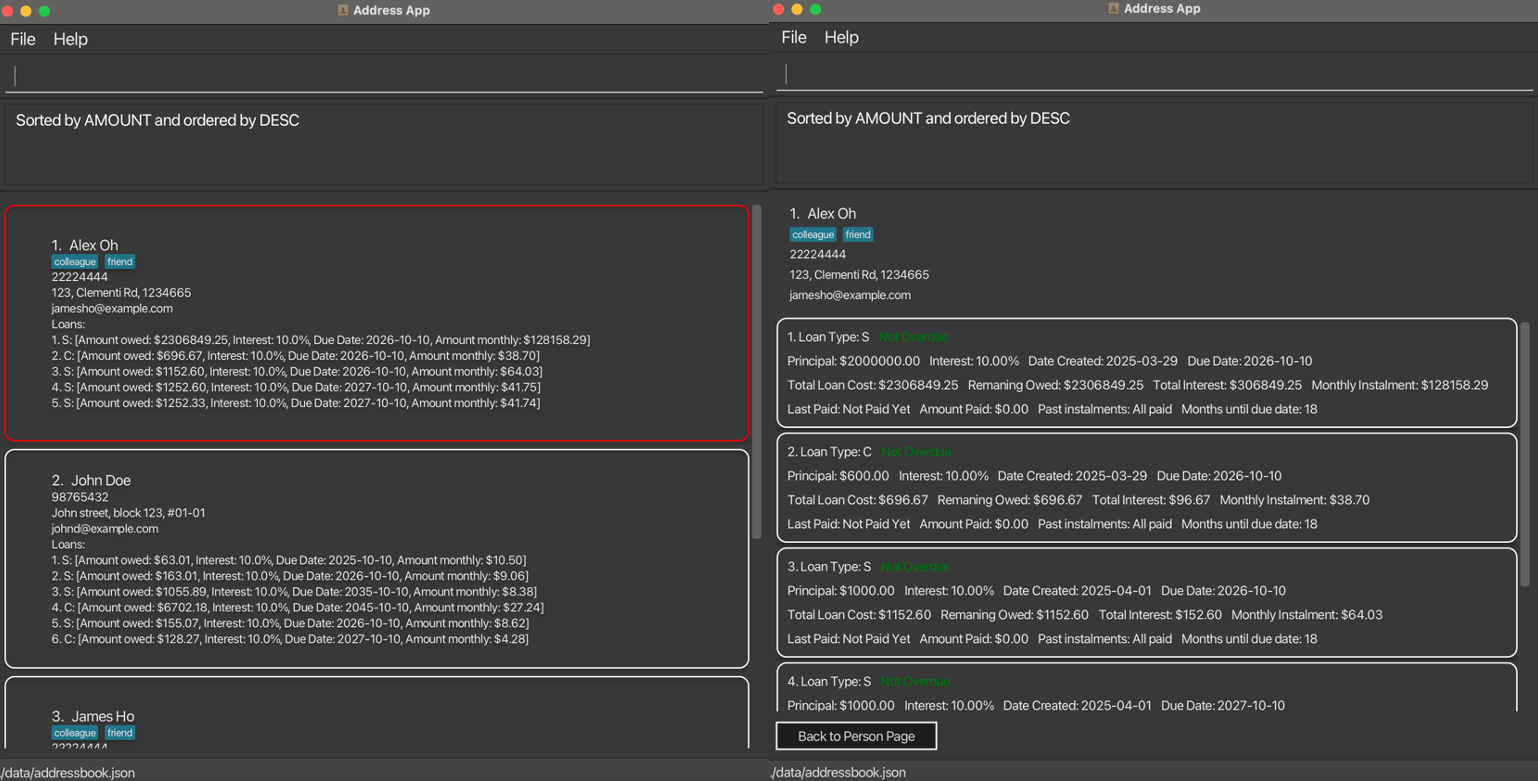 Address App
File Help
Sorted by AMOUNT and ordered by DESC
1. Alex Oh
colleague friend
22224444
123, Clementi Rd, 1234665
jamesho@example.com
Loans:
1. S: [Amount owed: $2306849.25, Interest: 10.0%, Due Date: 2026-10-10, Amount monthly: $128158.29]
2. C: [Amount owed: $696.67, Interest: 10.0%, Due Date: 2026-10-10, Amount monthly: $38.70]
3. S: [Amount owed: $1152.60, Interest: 10.0%, Due Date: 2026-10-10, Amount monthly: $64.03]
4. S: [Amount owed: $1252.60, Interest: 10.0%, Due Date: 2027-10-10, Amount monthly: $41.75]
5. S: [Amount owed: $1252.33, Interest: 10.0%, Due Date: 2027-10-10, Amount monthly: $41.74]
2. John Doe
98765432
John street, block 123, #01-01
johnd@example.com
Loans:
1. S: [Amount owed: $63.01, Interest: 10.0%, Due Date: 2025-10-10, Amount monthly: $10.50]
2. S: [Amount owed: $163.01, Interest: 10.0%, Due Date: 2026-10-10, Amount monthly: $9.06]
3. S: [Amount owed: $1055.89, Interest: 10.0%, Due Date: 2035-10-10, Amount monthly: $8.38]
4. C: [Amount owed: $6702.18, Interest: 10.0%, Due Date: 2045-10-10, Amount monthly: $27.24]
5. S: [Amount owed: $155.07, Interest: 10.0%, Due Date: 2026-10-10, Amount monthly: $8.62]
6. C: [Amount owed: $128.27, Interest: 10.0%, Due Date: 2027-10-10, Amount monthly: $4.28]
3. James Ho
colleague friend
22224444
/data/addressbook.json
Address App
File Help
Sorted by AMOUNT and ordered by DESC
1. Alex Oh
colleague friend
22224444
123, Clementi Rd, 1234665
jamesho@example.com
1. Loan Type: S Not Overdue
Principal: $2000000.00 Interest: 10.00% Date Created: 2025-03-29 Due Date: 2026-10-10
Total Loan Cost: $2306849.25 Remaining Owed: $2306849.25 Total Interest: $306849.25 Monthly Instalment: $128158.29
Last Paid: Not Paid Yet Amount Paid: $0.00 Past instalments: All paid Months until due date: 18
2. Loan Type: C Not Overdue
Principal: $600.00 Interest: 10.00% Date Created: 2025-03-29 Due Date: 2026-10-10
Total Loan Cost: $696.67 Remaning Owed: $696.67 Total Interest: $96.67 Monthly Instalment: $38.70
Last Paid: Not Paid Yet Amount Paid: $0.00 Past instalments: All paid Months until due date: 18
3. Loan Type: S Not Overdue
Principal: $1000.00 Interest: 10.00% Date Created: 2025-04-01 Due Date: 2026-10-10
Total Loan Cost: $1152.60 Remaining Owed: $1152.60 Total Interest: $152.60 Monthly Instalment: $64.03
Last Paid: Not Paid Yet Amount Paid: $0.00 Past instalments: All paid Months until due date: 18
4. Loan Type: S Not Overdue
Principal: $1000.00 Interest: 10.00% Date Created: 2025-04-01 Due Date: 2027-10-10
Back to Person Page
./data/addressbook.json